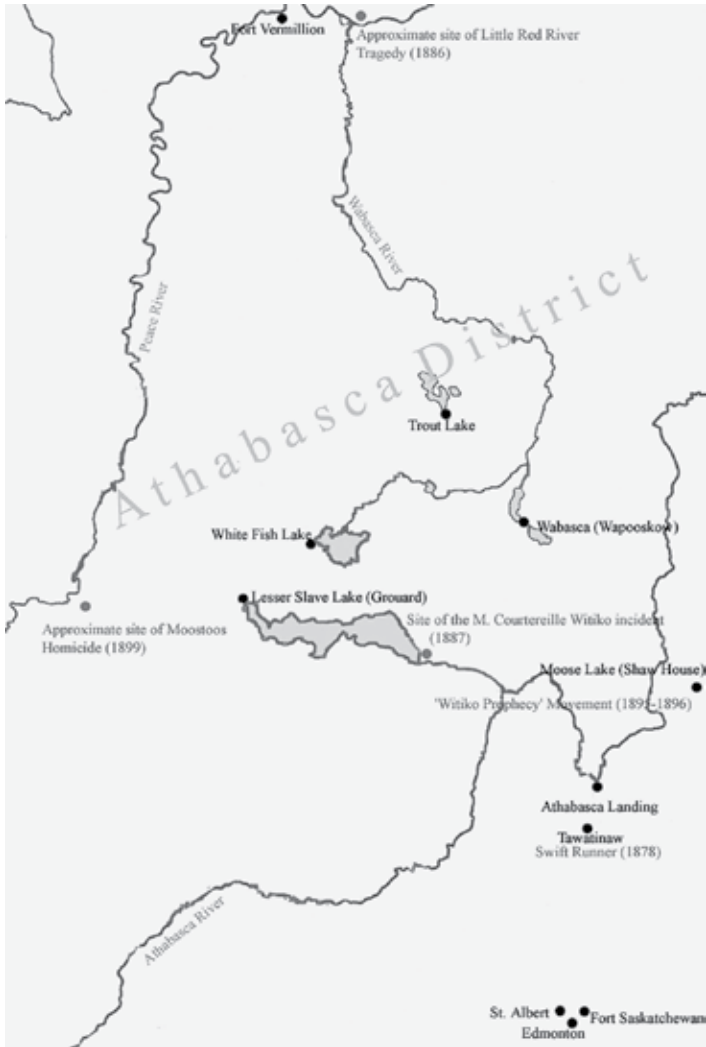 Fort Vermillion
Approximate site of Little Red River
Tragedy (1886)
Wabasca River
Peace River
Athabasca District
Trout Lake
Wabasca (Wapooskow)
White Fish Lake
Lesser Slave Lake (Grouard)
Approximate site of Moostoos
Homicide (1899)
Site of the M. Courtereille Witiko incident
(1887)
Moose Lake (Shaw House)
'Witiko Prophecy' Movement (1895-1896)
Athabasca Landing
Tawatinaw
Swift Runner (1878)
Athabasca River
St. Albert
Fort Saskatchewan
Edmonton